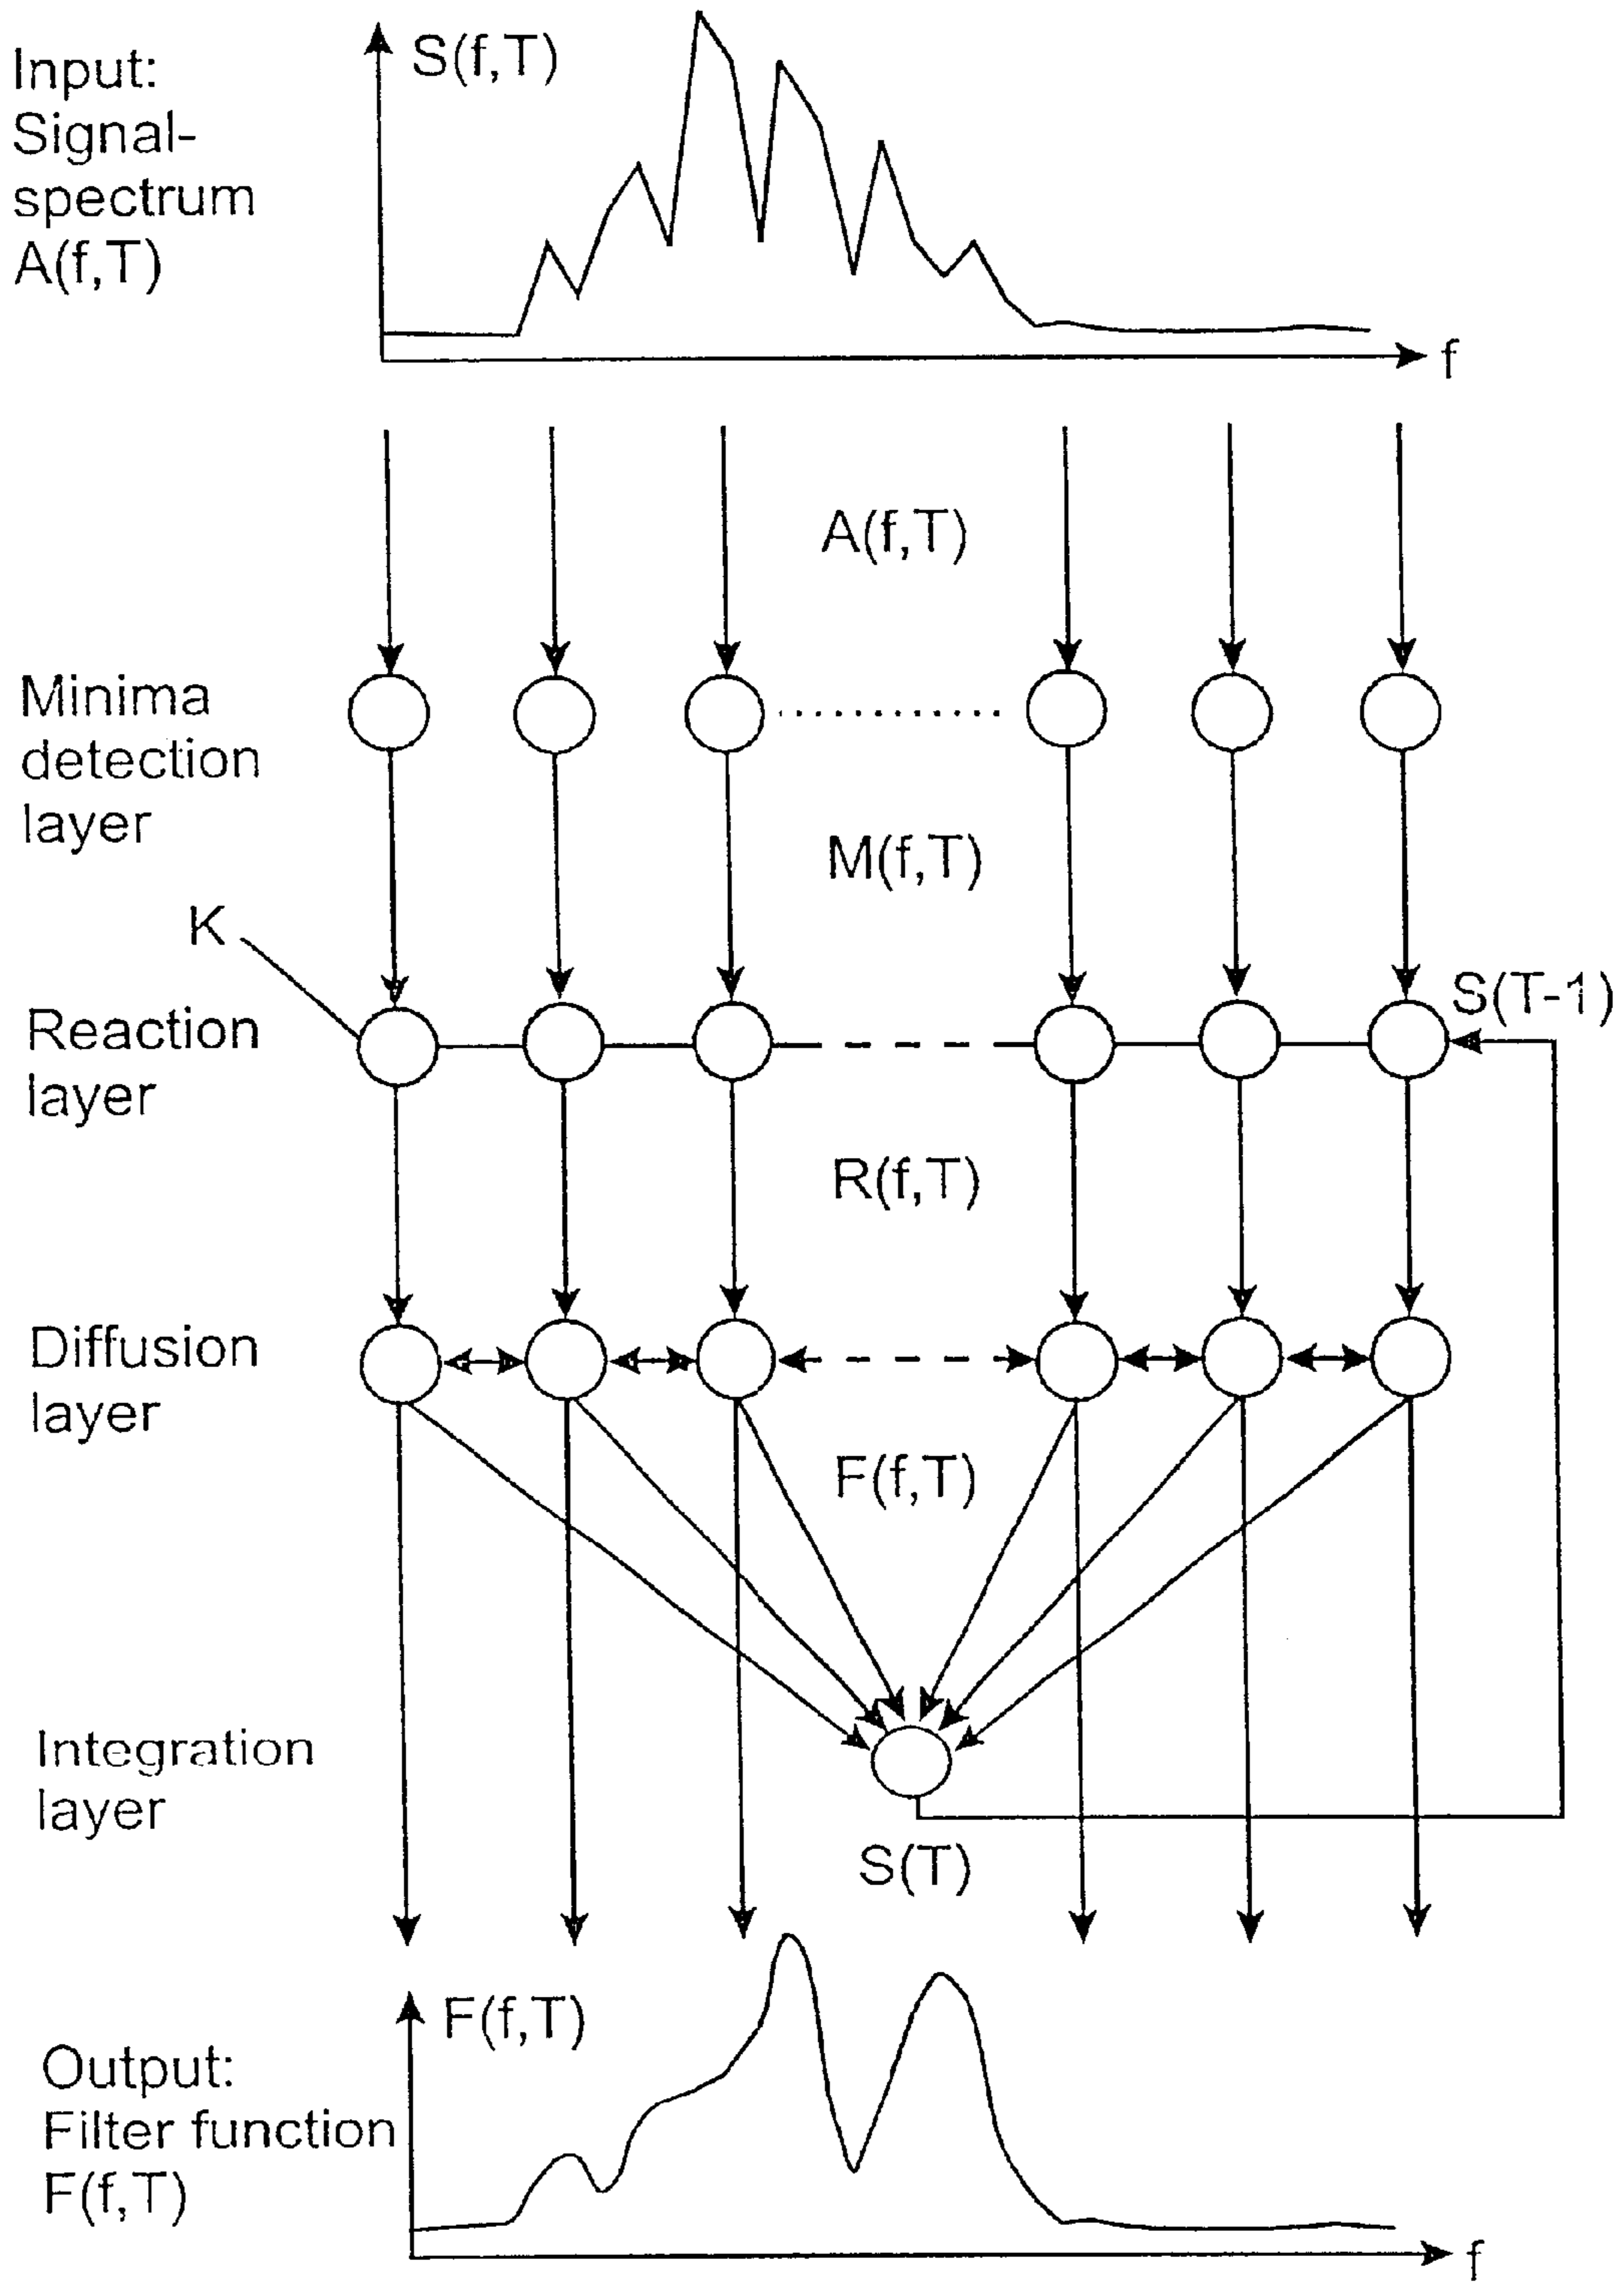 Input:
Signal-
spectrum
A(f,T)
S(f,T)
f
A(f,T)
Minima
detection
layer
M(f,T)
K
S(T-1)
Reaction
layer
R(f,T)
Diffusion
layer
F(f,T)
Integration
layer
S(T)
F(f,T)
Output:
Filter function
F(f,T)
f